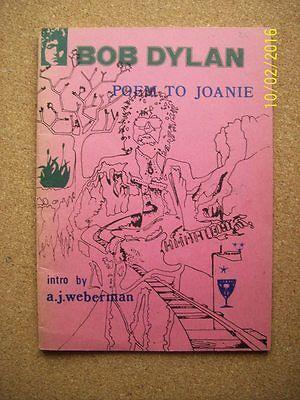 BOB DYLAN
POEM TO JOANIE
intro by
a.j.weberman
10/02/2016